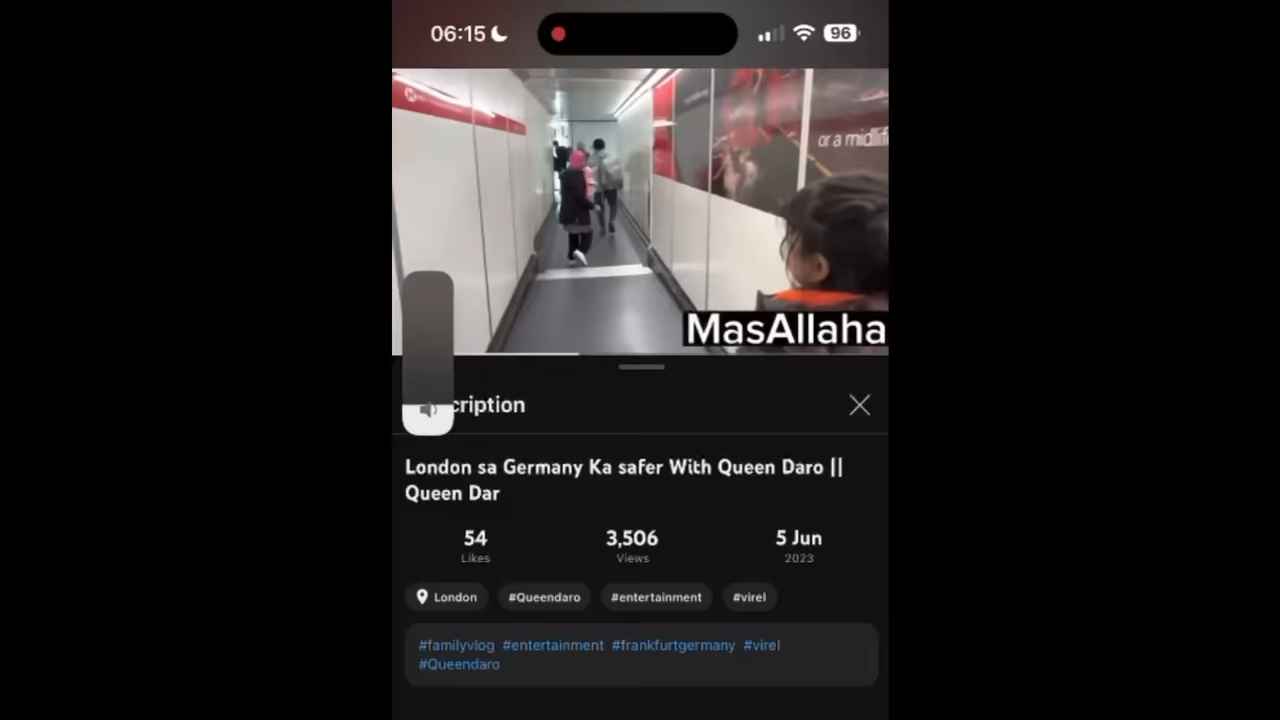 06:15
96
or a midlif
MasAllaha
cription
London sa Germany Ka safer With Queen Daro ||
Queen Dar
54 3,506 5 Jun
Likes Views 2023
London #Queendaro #entertainment #virel
#familyvlog #entertainment #frankfurtgermany #virel
#Queendaro